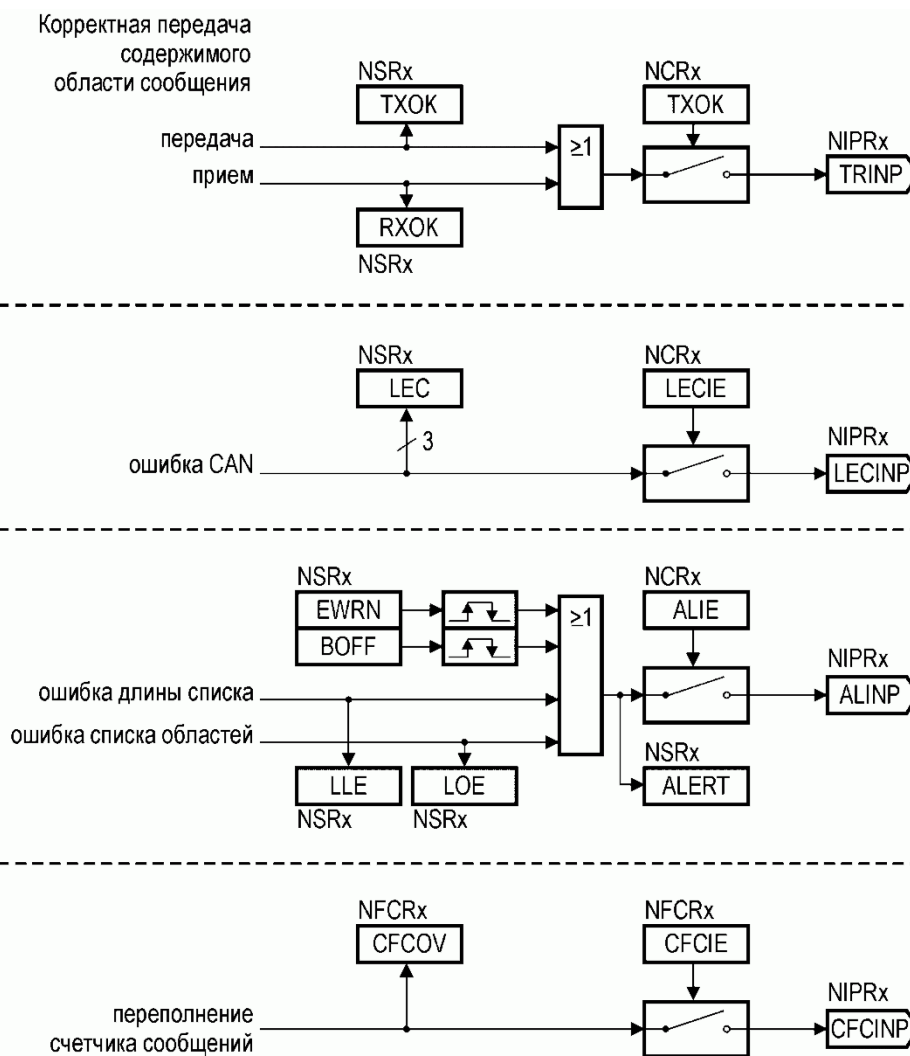 Корректная передача
содержимого
области сообщения
NSRx
TXOK
NCRx
TXOK
передача
прием
≥1
NIPRx
TRINP
RXOK
NSRx
NSRx
LEC
3
NCRx
LECIE
ошибка CAN
NIPRx
LECINP
NSRx
EWRN
BOFF
≥1
NCRx
ALIE
ошибка длины списка
ошибка списка областей
NIPRx
ALINP
LLE
NSRx
LOE
NSRx
NSRx
ALERT
NFCRx
CFCOV
NFCRx
CFCIE
переполнение
счетчика сообщений
NIPRx
CFCINP